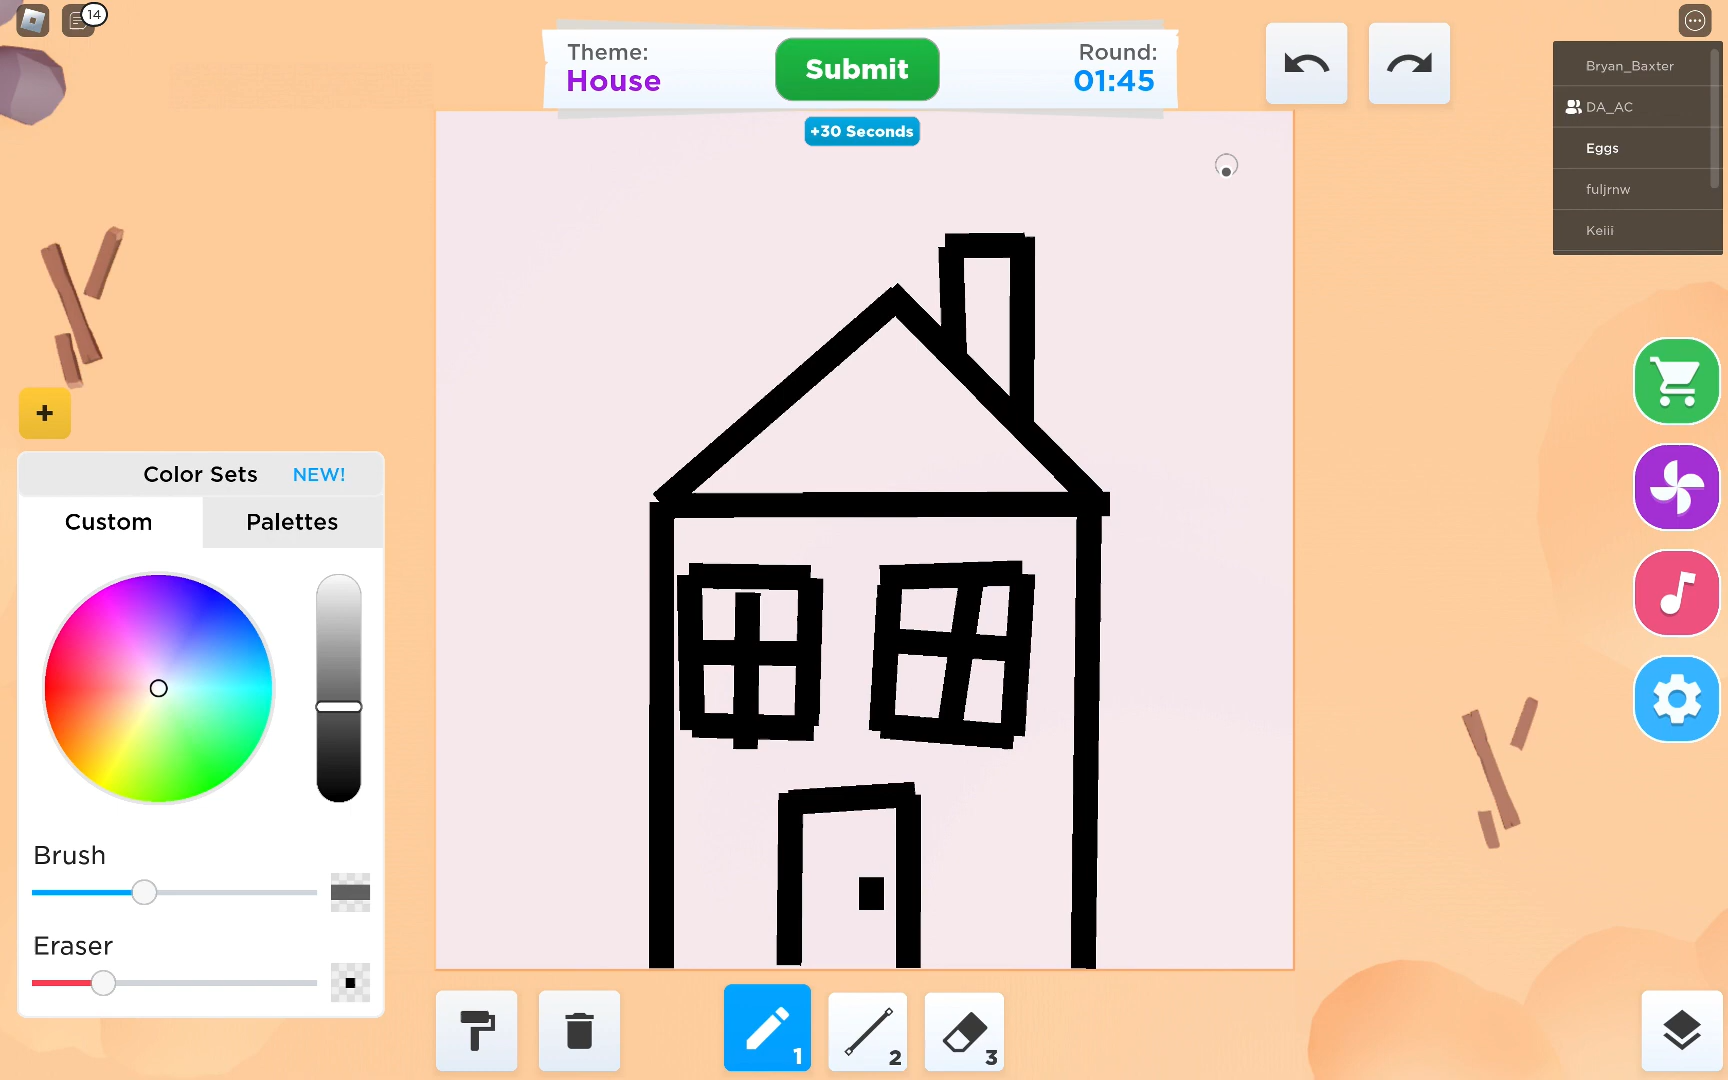 14
Theme:
House
Submit
Round:
01:45
+30 Seconds
Bryan_Baxter
DA_AC
Eggs
fuljrnw
Keiii
+
Color Sets NEW!
Custom Palettes
Brush
Eraser
1
2
3